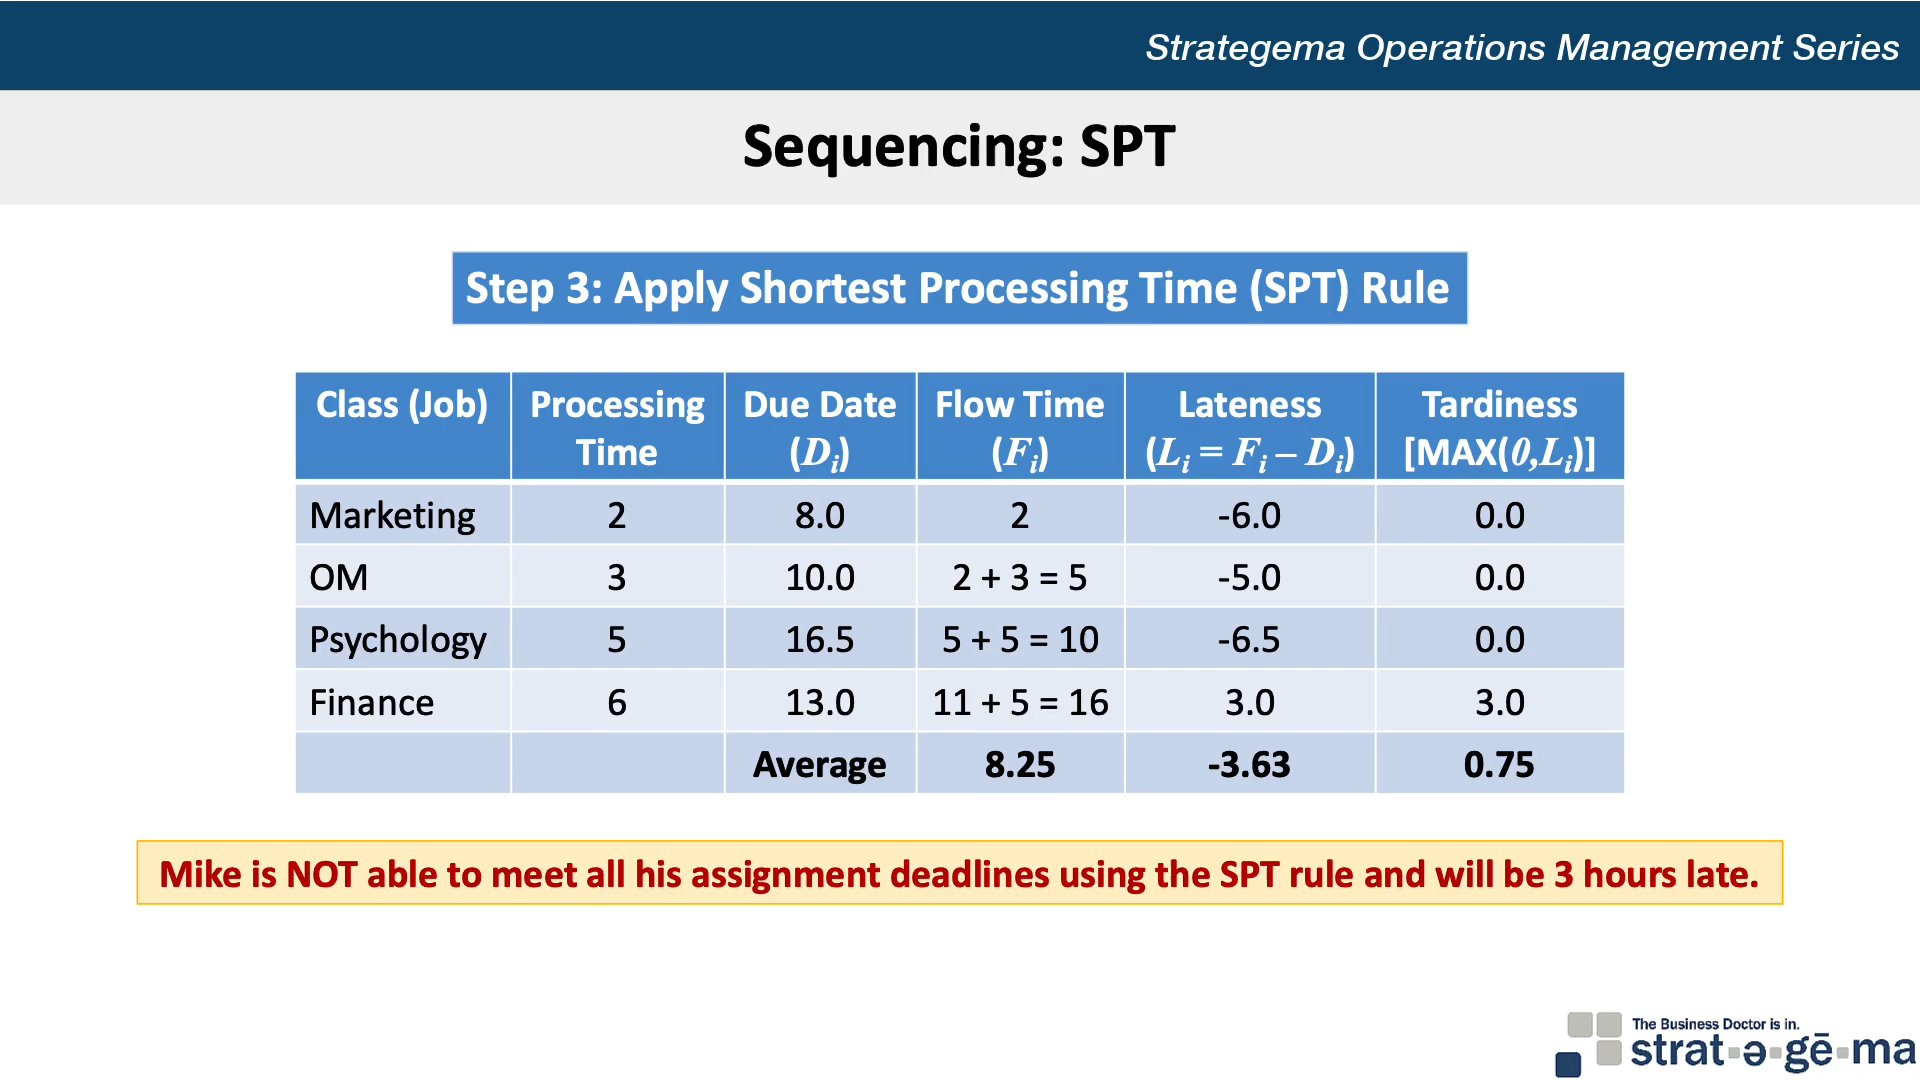 Strategema Operations Management Series
Sequencing: SPT
Step 3: Apply Shortest Processing Time (SPT) Rule
Class (Job) Processing Time Due Date (Di) Flow Time (Fi) Lateness (Li = Fi – Di) Tardiness [MAX(0,Li)]
Marketing 2 8.0 2 -6.0 0.0
OM 3 10.0 2 + 3 = 5 -5.0 0.0
Psychology 5 16.5 5 + 5 = 10 -6.5 0.0
Finance 6 13.0 11 + 5 = 16 3.0 3.0
Average 8.25 -3.63 0.75
Mike is NOT able to meet all his assignment deadlines using the SPT rule and will be 3 hours late.
The Business Doctor is in.
strat-ə-gē-ma